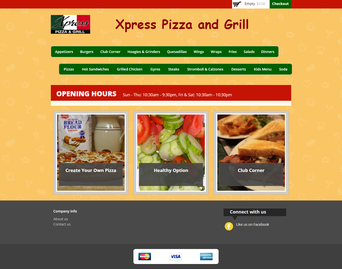 Empty $0.00 Checkout
Xpress
PIZZA & GRILL
Xpress Pizza and Grill
Appetizers Burgers Club Corner Hoagies & Grinders Quesadillas Wings Wraps Fries Salads Dinners
Pizzas Hot Sandwiches Grilled Chicken Gyros Steaks Stromboli & Calzones Desserts Kids Menu Soda
OPENING HOURS Sun - Thu: 10:30am - 9:30pm, Fri & Sat: 10:30am - 10:30pm
BREAD
FLOUR
Create Your Own Pizza
Healthy Option
Club Corner
Company info
About us
Contact us
Connect with us
Like us on Facebook
VISA